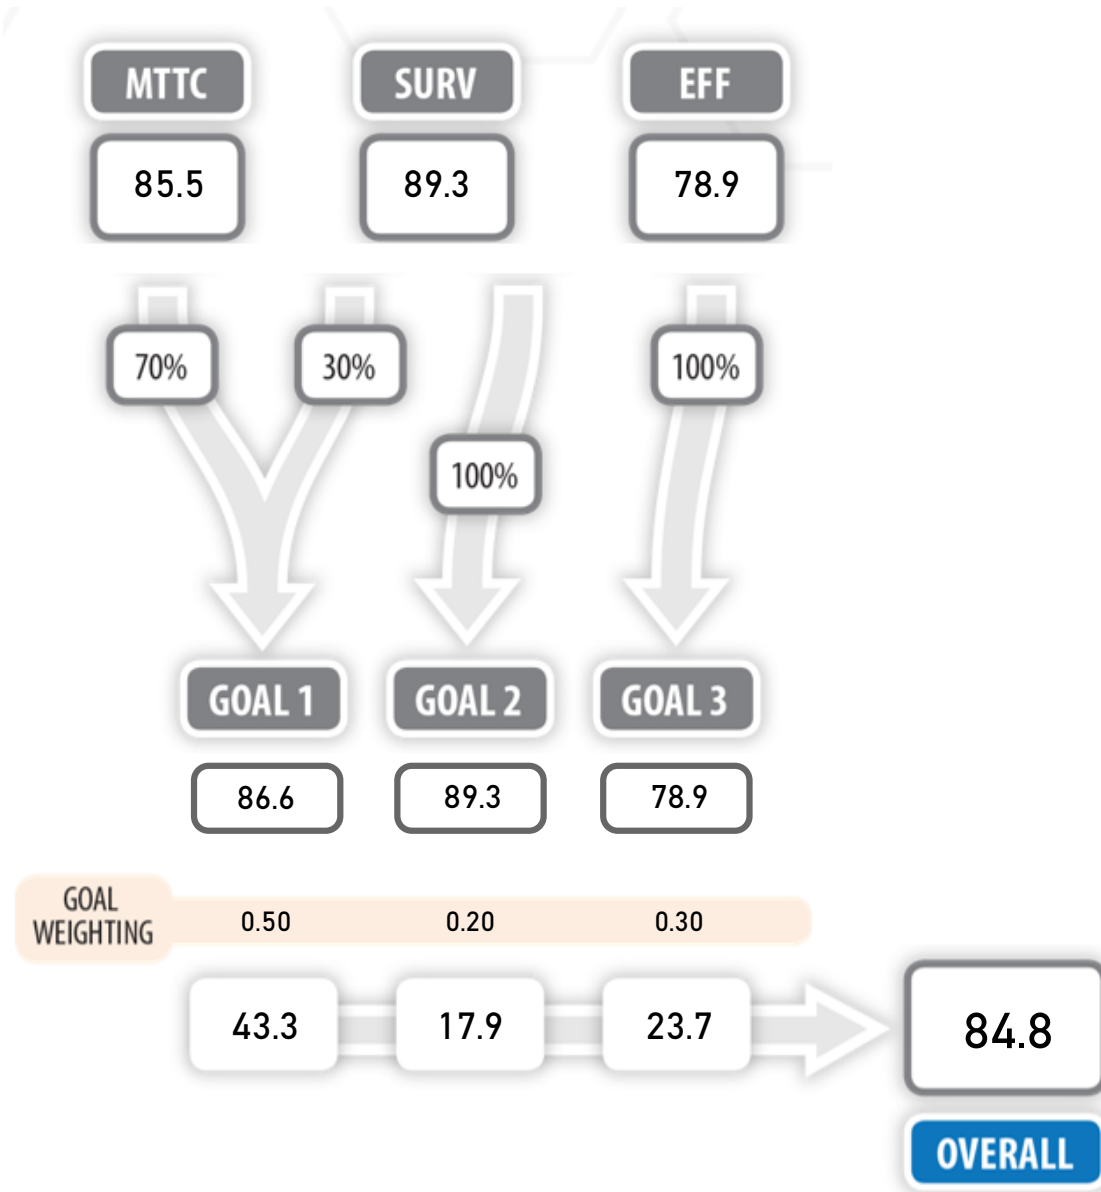 MTTC SURV EFF
85.5 89.3 78.9
70% 30% 100%
100%
GOAL 1 GOAL 2 GOAL 3
86.6 89.3 78.9
GOAL
WEIGHTING
0.50 0.20 0.30
43.3 17.9 23.7 84.8
OVERALL